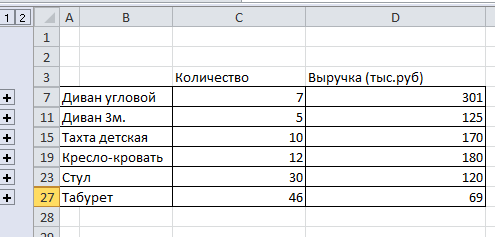 1 2 A B C D
1
2
3 Количество Выручка (тыс.руб)
7 Диван угловой 7 301
11 Диван 3м. 5 125
15 Тахта детская 10 170
19 Кресло-кровать 12 180
23 Стул 30 120
27 Табурет 46 69
28
29